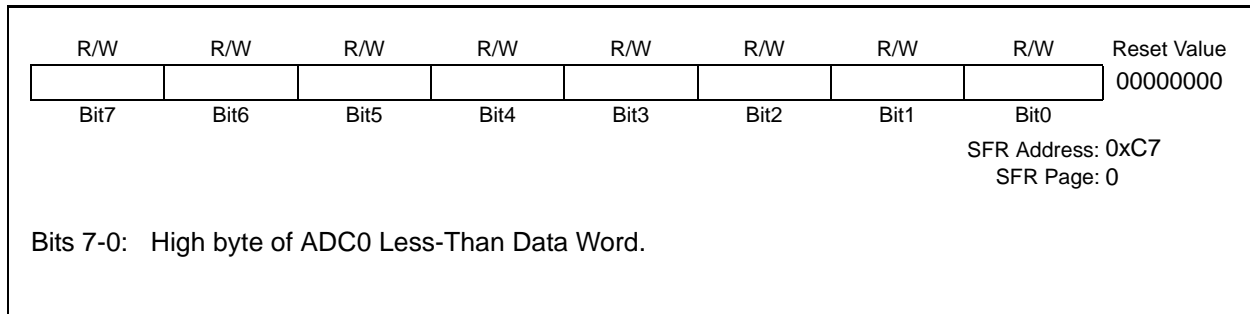 R/W R/W R/W R/W R/W R/W R/W R/W Reset Value
00000000
Bit7 Bit6 Bit5 Bit4 Bit3 Bit2 Bit1 Bit0
SFR Address: 0xC7
SFR Page: 0
Bits 7-0: High byte of ADC0 Less-Than Data Word.